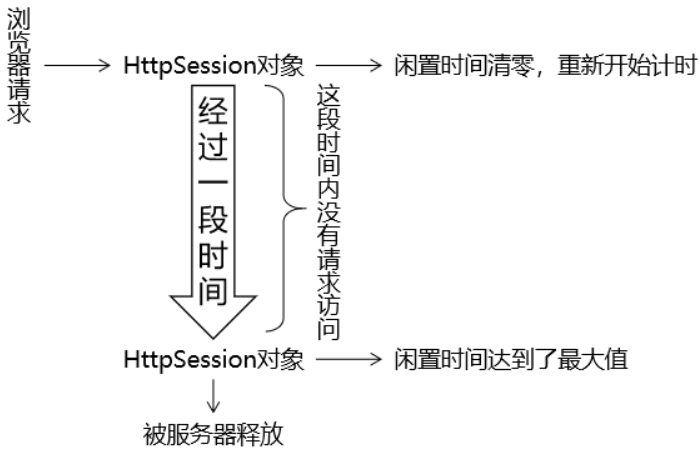 浏览器请求
HttpSession对象
闲置时间清零，重新开始计时
经过一段时间
这段时间内没有请求访问
HttpSession对象
闲置时间达到了最大值
被服务器释放